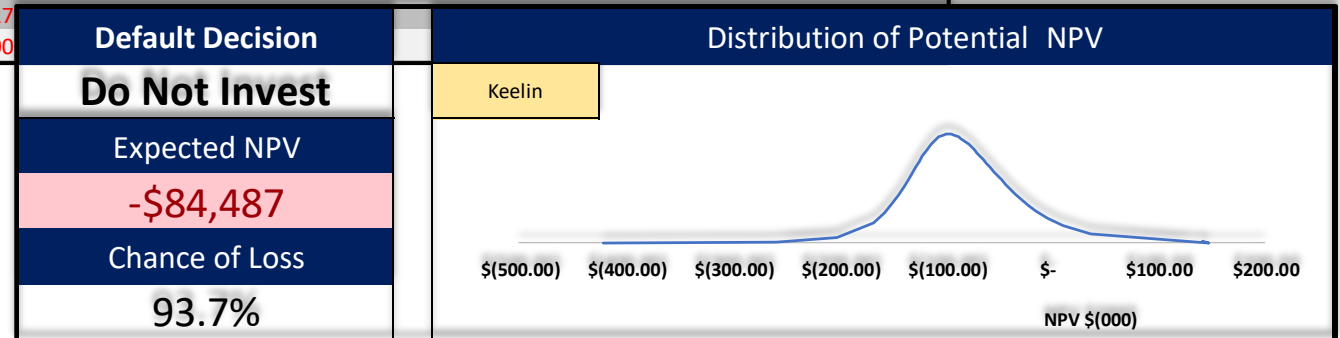 Default Decision
Do Not Invest
Expected NPV
-$84,487
Chance of Loss
93.7%
Distribution of Potential NPV
Keelin
$(500.00) $(400.00) $(300.00) $(200.00) $(100.00) $- $100.00 $200.00
NPV $(000)